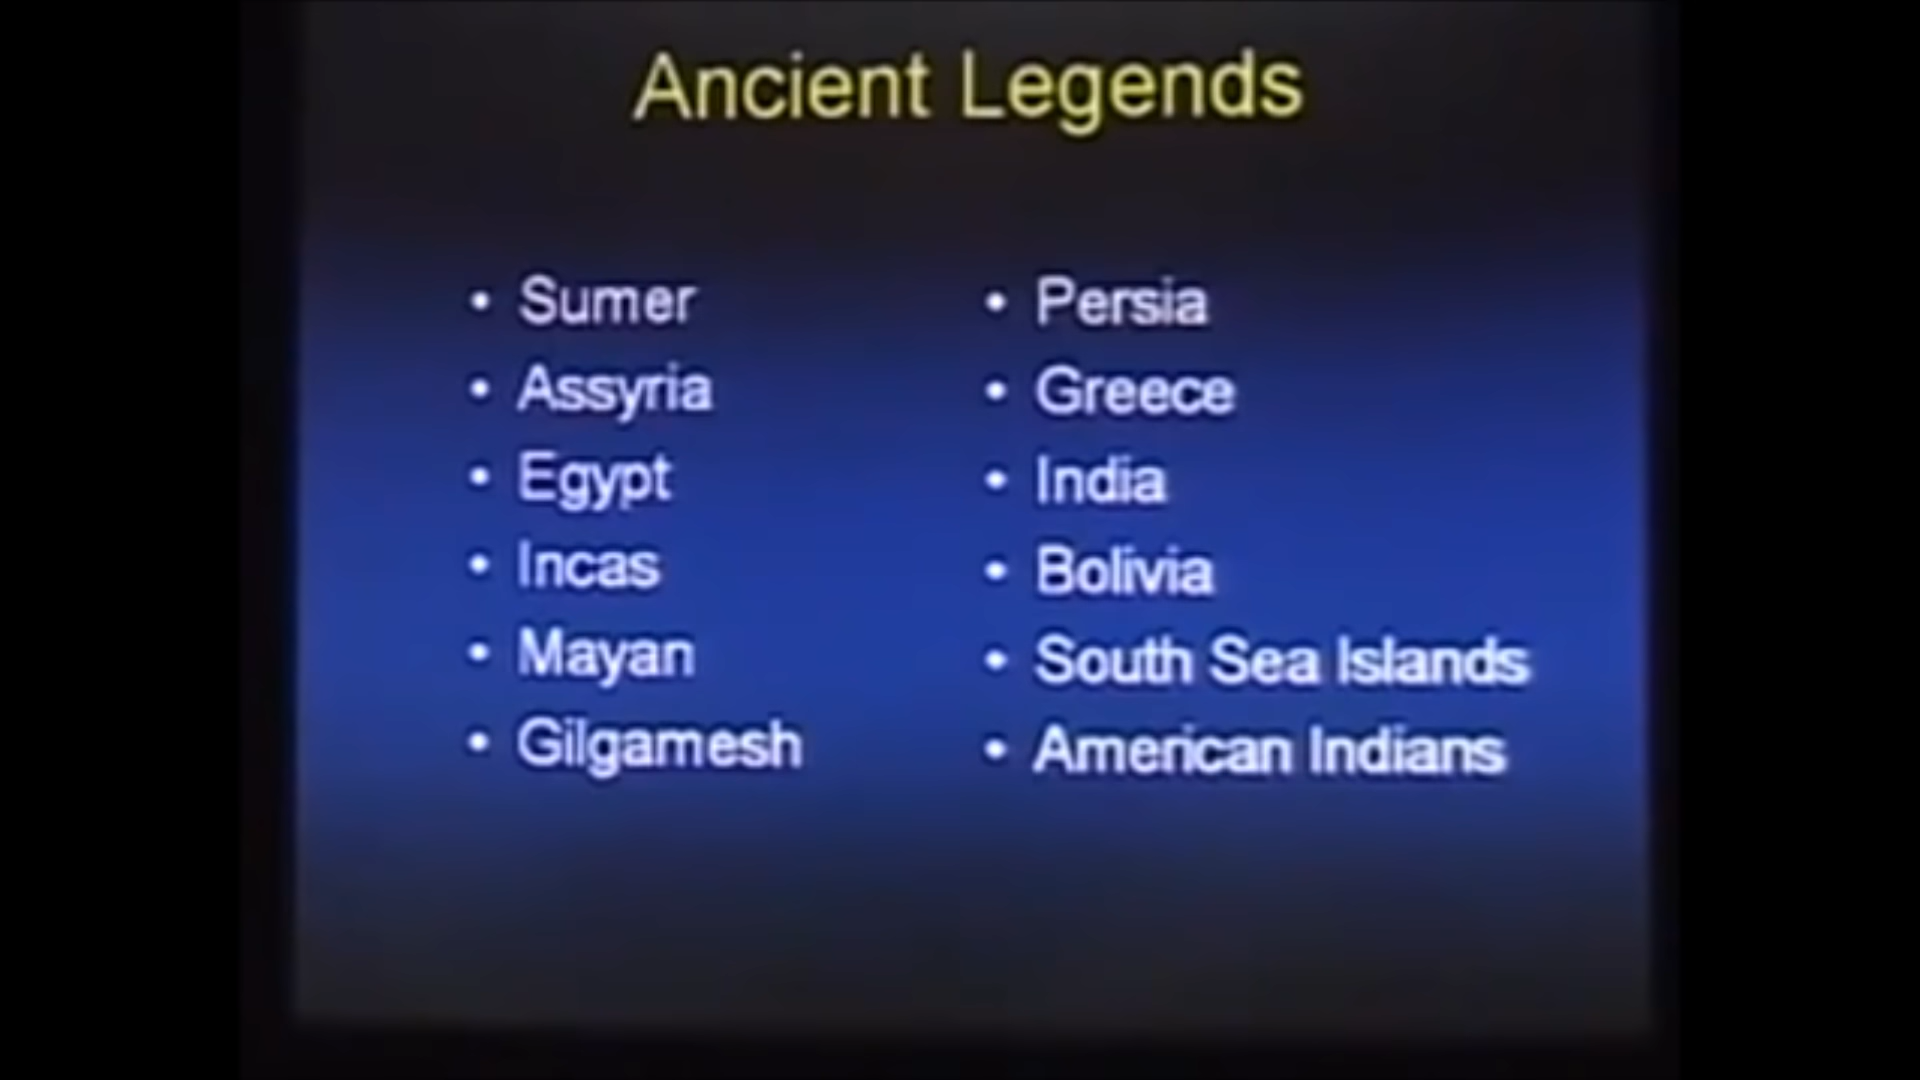 Ancient Legends
• Sumer
• Assyria
• Egypt
• Incas
• Mayan
• Gilgamesh
• Persia
• Greece
• India
• Bolivia
• South Sea Islands
• American Indians